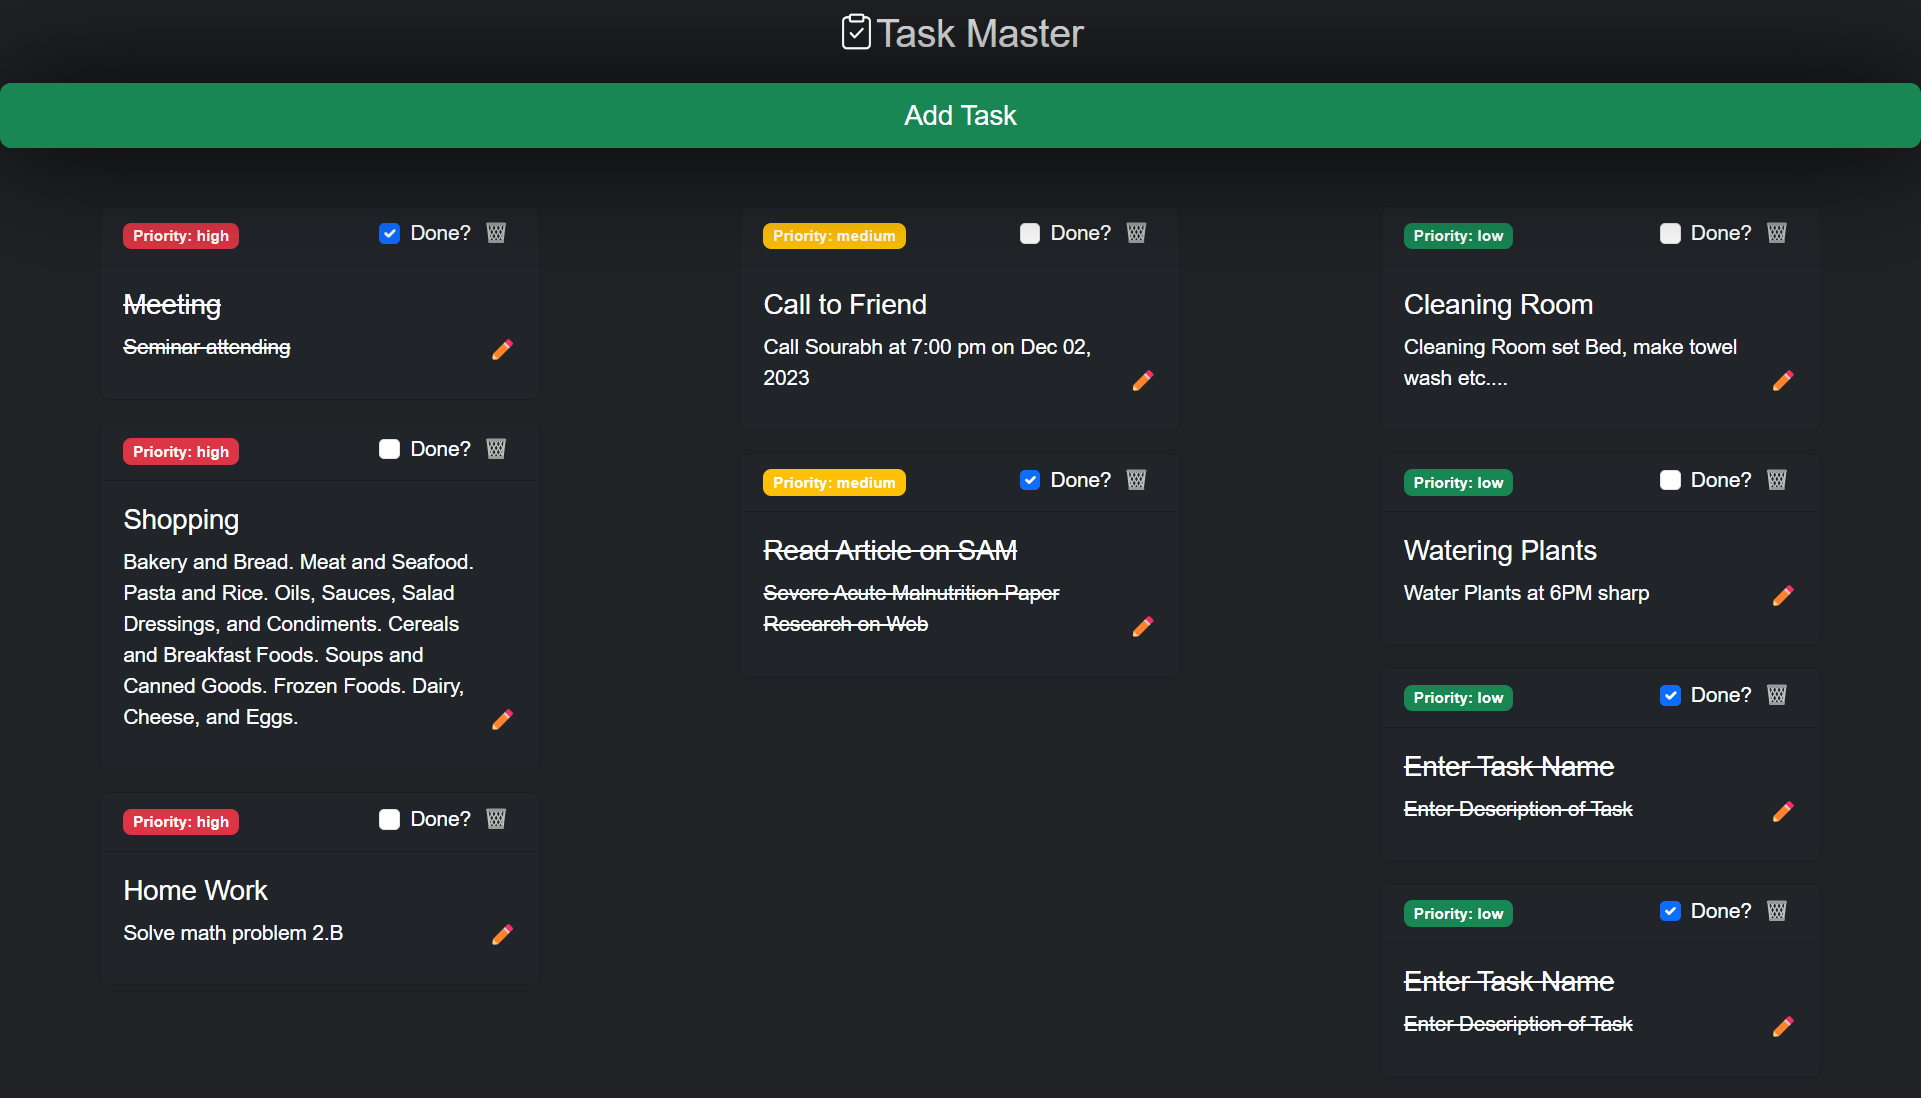 Task Master
Add Task
Priority: high
Done?
Meeting
Seminar attending
Priority: high
Done?
Shopping
Bakery and Bread. Meat and Seafood.
Pasta and Rice. Oils, Sauces, Salad
Dressings, and Condiments. Cereals
and Breakfast Foods. Soups and
Canned Goods. Frozen Foods. Dairy,
Cheese, and Eggs.
Priority: high
Done?
Home Work
Solve math problem 2.B
Priority: medium
Done?
Call to Friend
Call Sourabh at 7:00 pm on Dec 02,
2023
Priority: medium
Done?
Read Article on SAM
Severe Acute Malnutrition Paper
Research on Web
Priority: low
Done?
Cleaning Room
Cleaning Room set Bed, make towel
wash etc....
Priority: low
Done?
Watering Plants
Water Plants at 6PM sharp
Priority: low
Done?
Enter Task Name
Enter Description of Task
Priority: low
Done?
Enter Task Name
Enter Description of Task